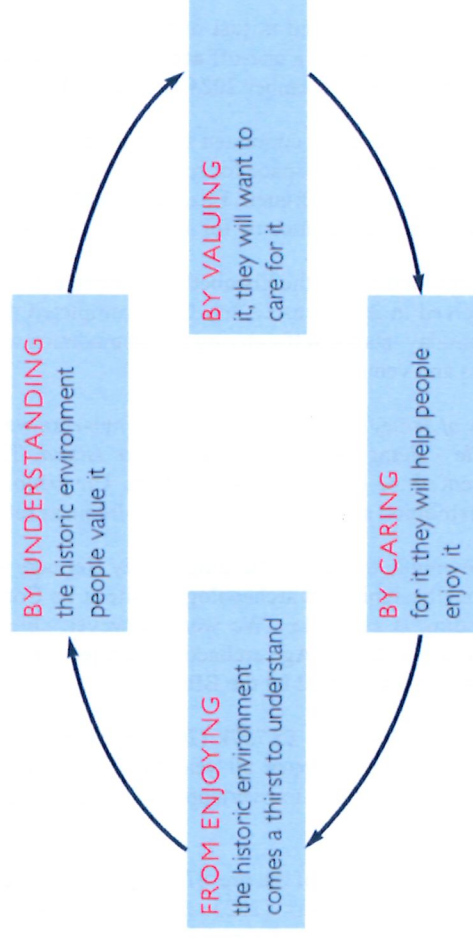 BY UNDERSTANDING
the historic environment
people value it
BY VALUING
it, they will want to
care for it
BY CARING
for it they will help people
enjoy it
FROM ENJOYING
the historic environment
comes a thirst to understand